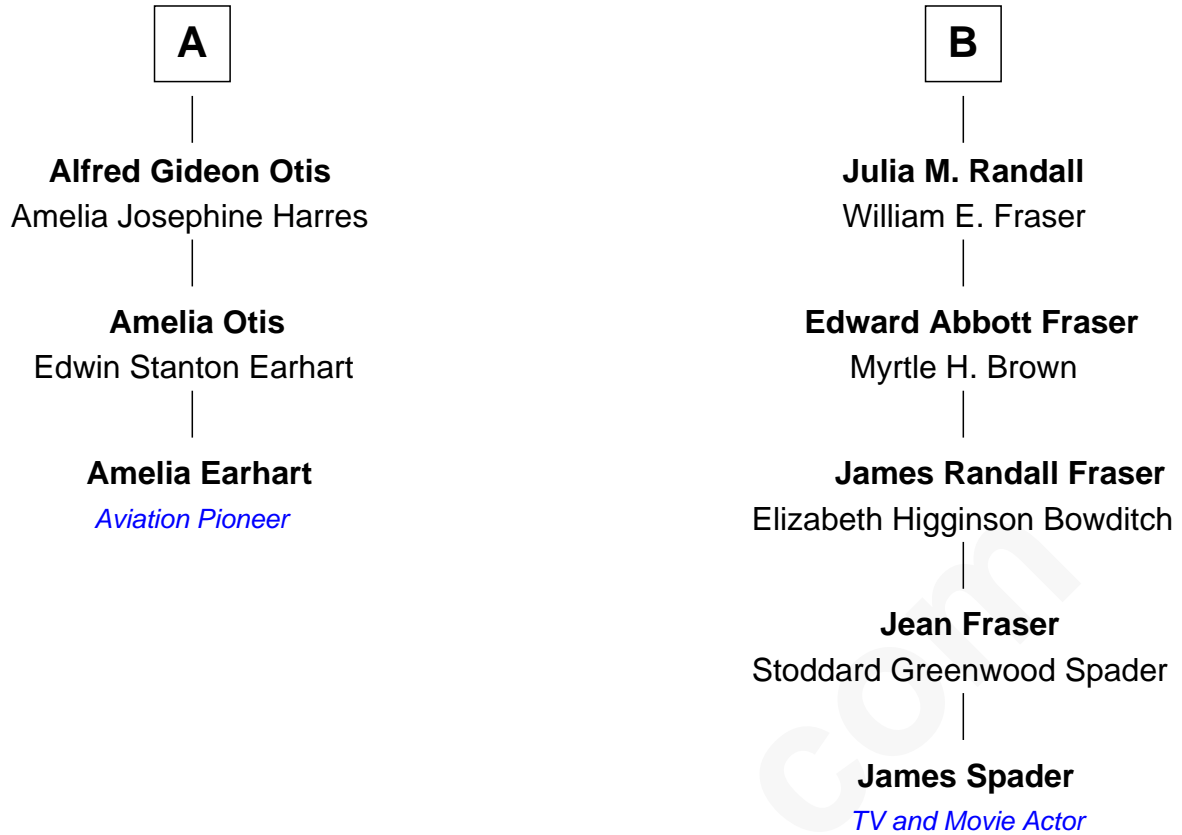 A
Alfred Gideon Otis
Amelia Josephine Harres
Amelia Otis
Edwin Stanton Earhart
Amelia Earhart
Aviation Pioneer
B
Julia M. Randall
William E. Fraser
Edward Abbott Fraser
Myrtle H. Brown
James Randall Fraser
Elizabeth Higginson Bowditch
Jean Fraser
Stoddard Greenwood Spader
James Spader
TV and Movie Actor
com